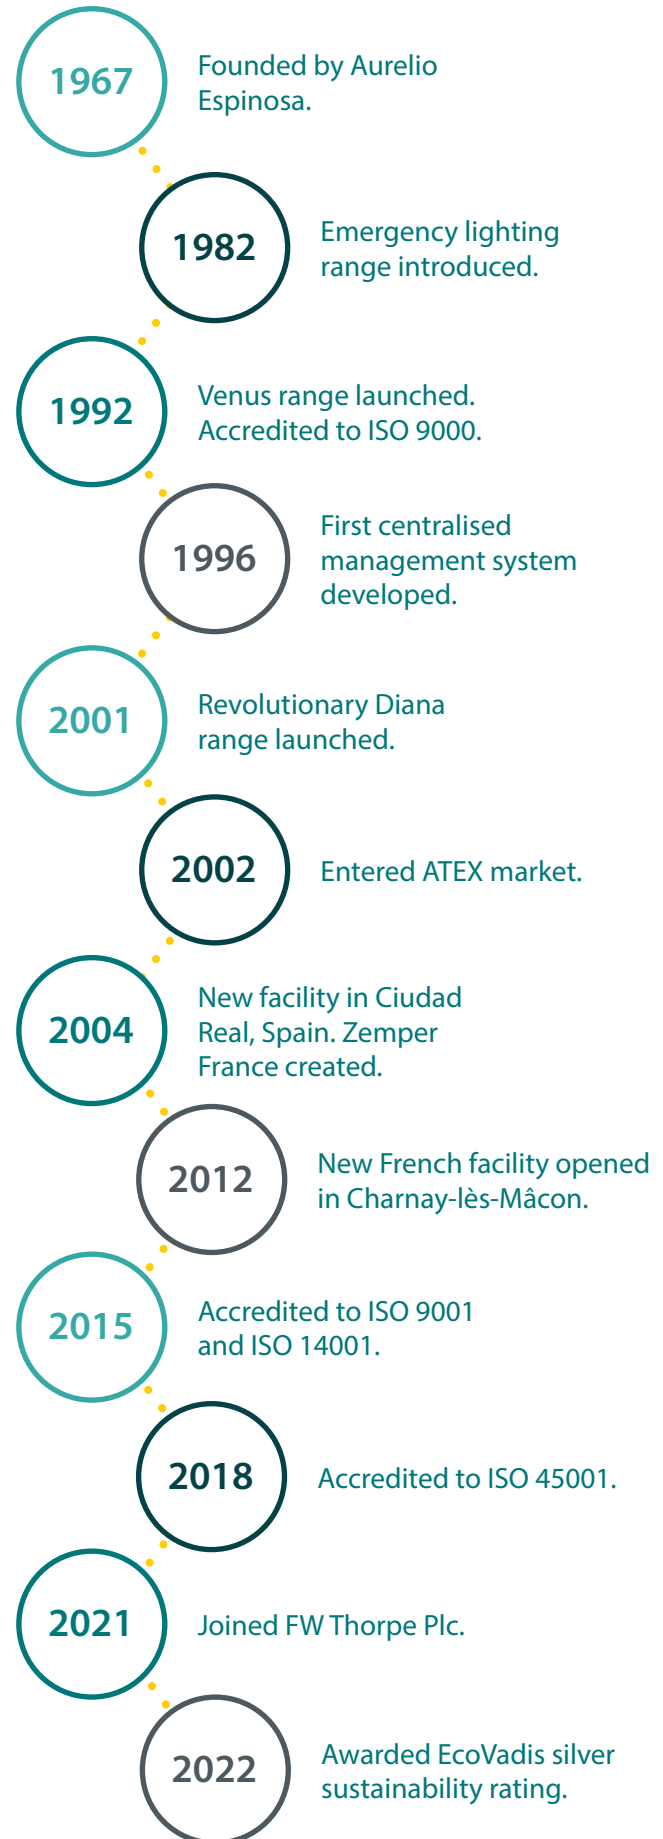 1967
Founded by Aurelio
Espinosa.
1982
Emergency lighting
range introduced.
1992
Venus range launched.
Accredited to ISO 9000.
1996
First centralised
management system
developed.
2001
Revolutionary Diana
range launched.
2002
Entered ATEX market.
2004
New facility in Ciudad
Real, Spain. Zemper
France created.
2012
New French facility opened
in Charnay-lès-Mâcon.
2015
Accredited to ISO 9001
and ISO 14001.
2018
Accredited to ISO 45001.
2021
Joined FW Thorpe Plc.
2022
Awarded EcoVadis silver
sustainability rating.